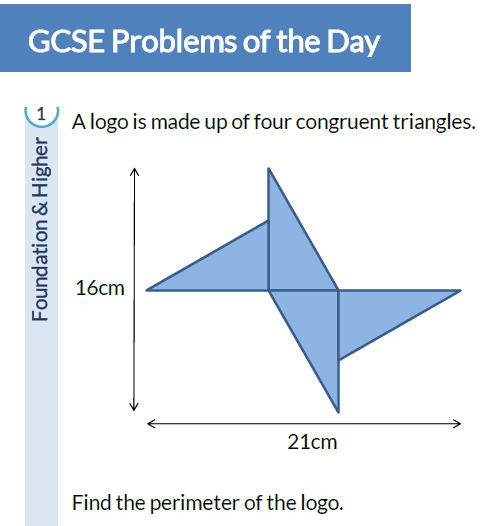 GCSE Problems of the Day
1
Foundation & Higher
A logo is made up of four congruent triangles.
16cm
21cm
Find the perimeter of the logo.